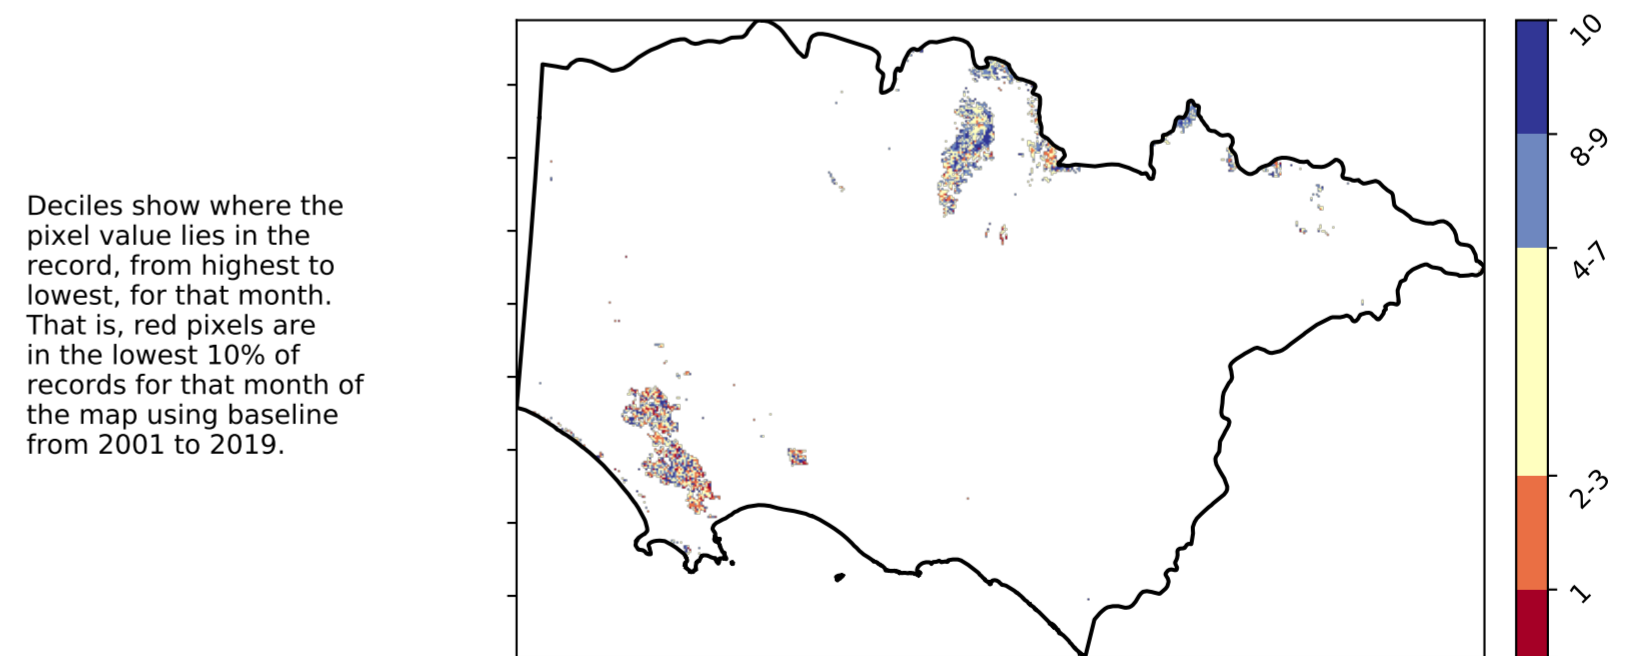 Deciles show where the
pixel value lies in the
record, from highest to
lowest, for that month.
That is, red pixels are
in the lowest 10% of
records for that month of
the map using baseline
from 2001 to 2019.
10
8-9
4-7
2-3
1